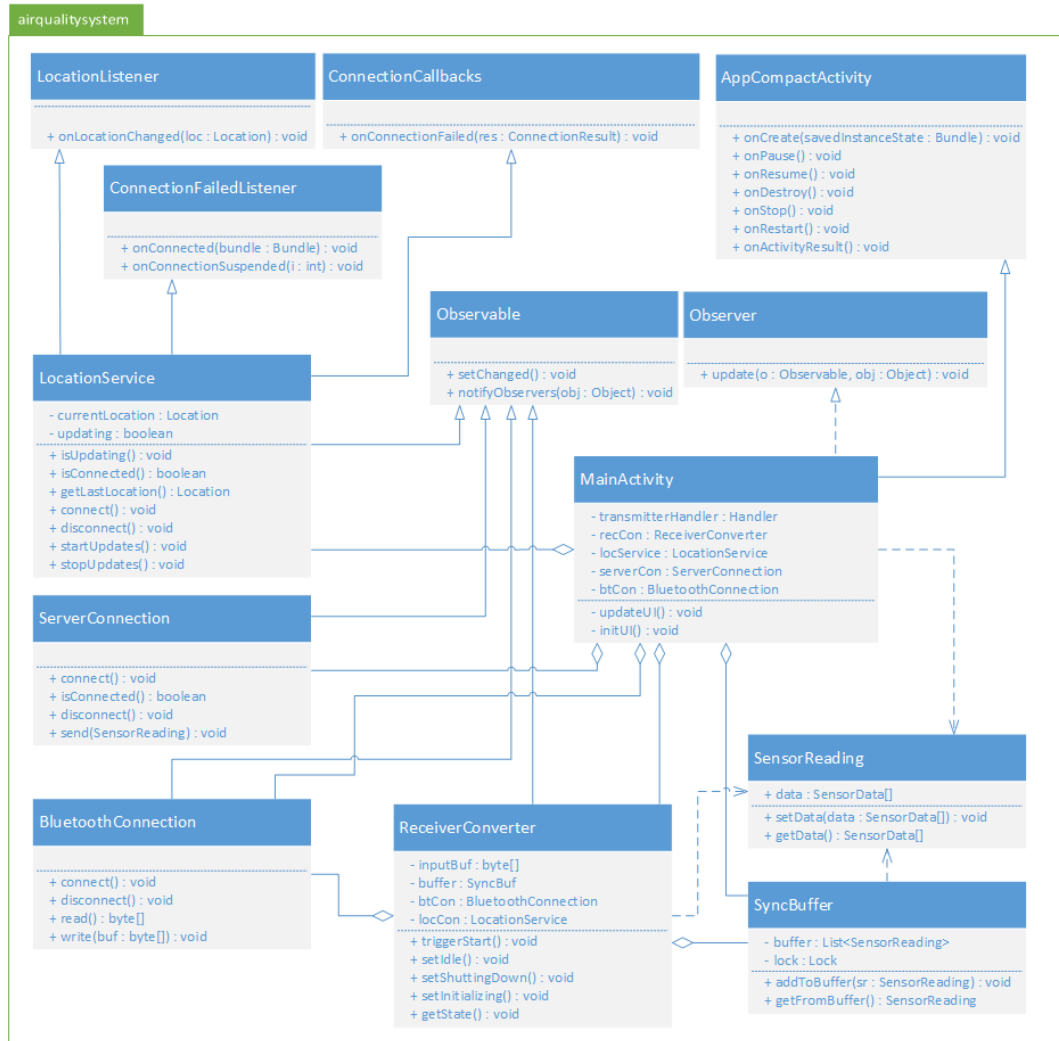 airqualitysystem
LocationListener
+ onLocationChanged(loc : Location) : void
ConnectionCallbacks
+ onConnectionFailed(res : ConnectionResult) : void
AppCompactActivity
+ onCreate(savedInstanceState : Bundle) : void
+ onPause() : void
+ onResume() : void
+ onDestroy() : void
+ onStop() : void
+ onRestart() : void
+ onActivityResult() : void
ConnectionFailedListener
+ onConnected(bundle : Bundle) : void
+ onConnectionSuspended(i : int) : void
Observable
+ setChanged() : void
+ notifyObservers(obj : Object) : void
Observer
+ update(o : Observable, obj : Object) : void
LocationService
- currentLocation : Location
- updating : boolean
+ isUpdating() : void
+ isConnected() : boolean
+ getLastLocation() : Location
+ connect() : void
+ disconnect() : void
+ startUpdates() : void
+ stopUpdates() : void
MainActivity
- transmitterHandler : Handler
- recCon : ReceiverConverter
- locService : LocationService
- serverCon : ServerConnection
- btCon : BluetoothConnection
- updateUI() : void
- initUI() : void
ServerConnection
+ connect() : void
+ isConnected() : boolean
+ disconnect() : void
+ send(SensorReading) : void
SensorReading
+ data : SensorData[]
+ setData(data : SensorData[]) : void
+ getData() : SensorData[]
BluetoothConnection
+ connect() : void
+ disconnect() : void
+ read() : byte[]
+ write(buf : byte[]) : void
ReceiverConverter
- inputBuf : byte[]
- buffer : SyncBuf
- btCon : BluetoothConnection
- locCon : LocationService
+ triggerStart() : void
+ setIdle() : void
+ setShuttingDown() : void
+ setInitializing() : void
+ getState() : void
SyncBuffer
- buffer : List<SensorReading>
- lock : Lock
+ addToBuffer(sr : SensorReading) : void
+ getFromBuffer() : SensorReading